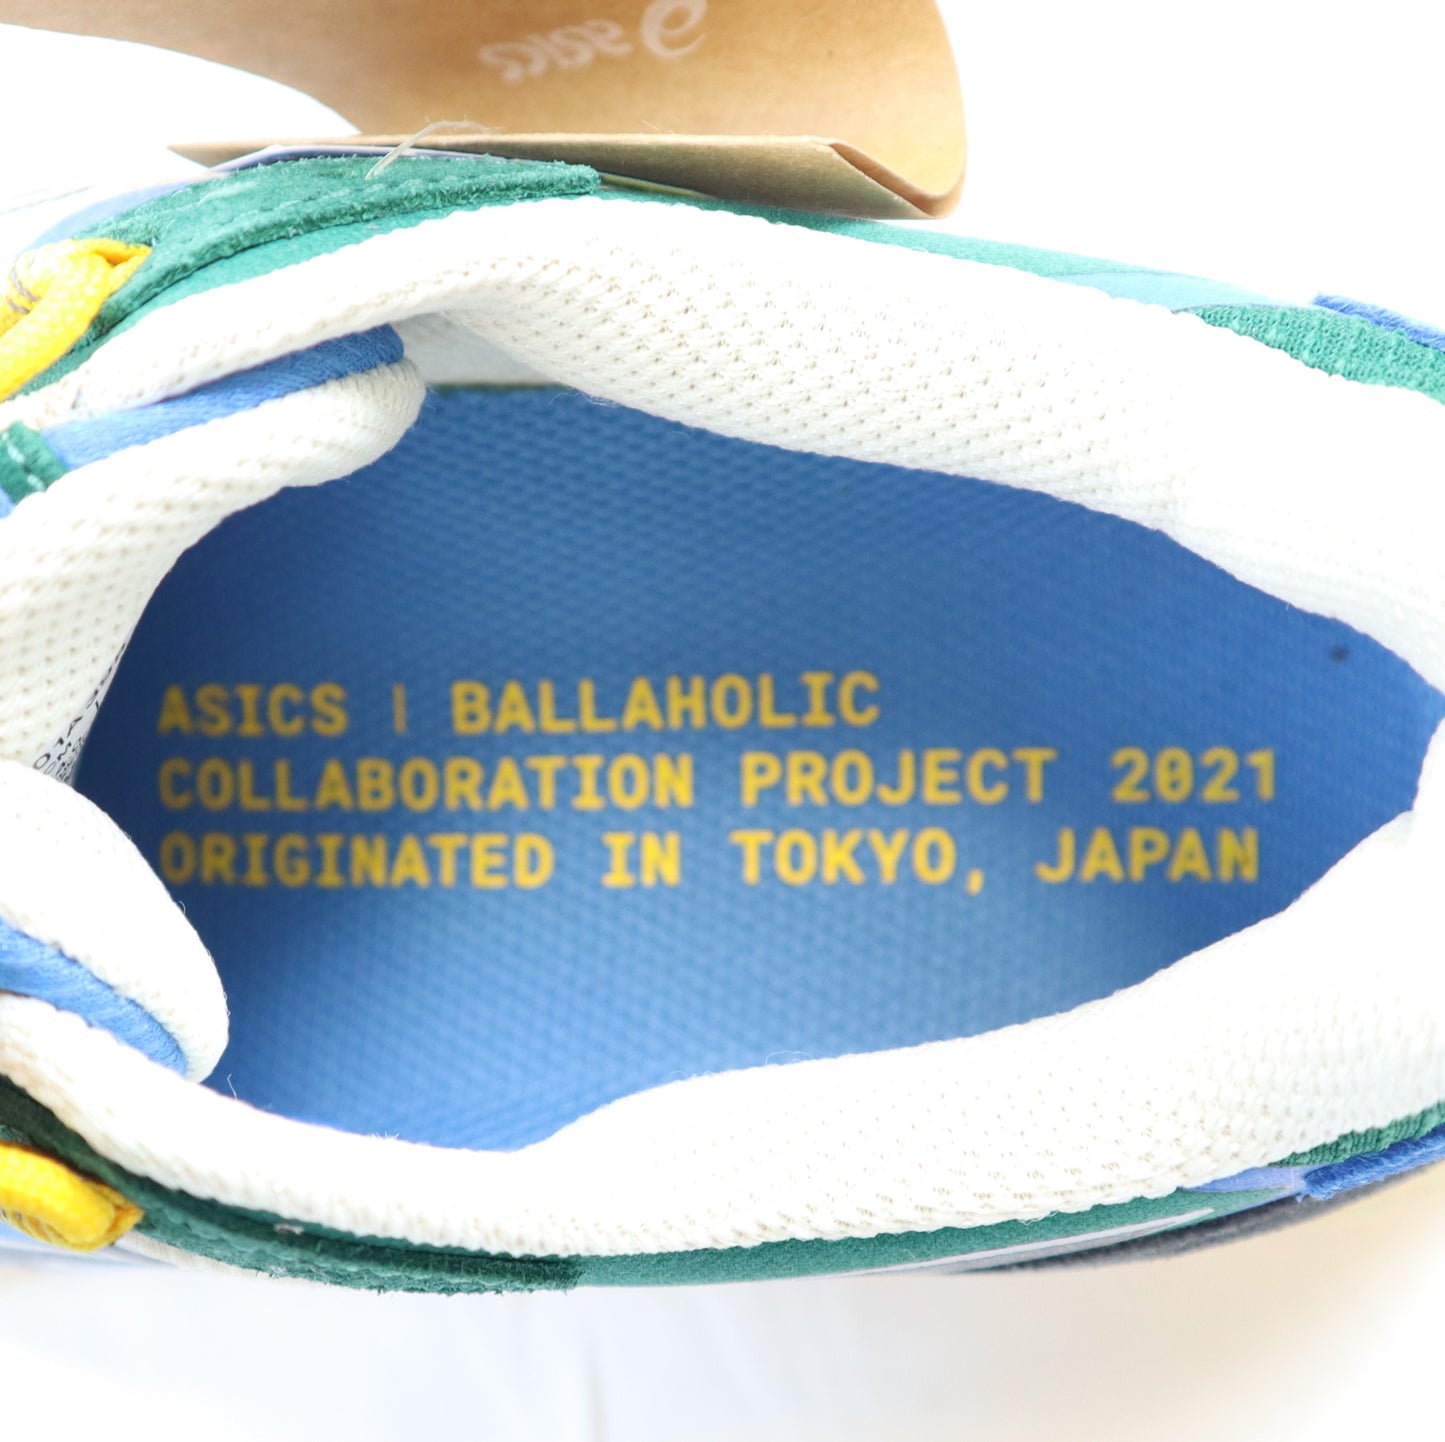 asics
ASICS | BALLAHOLIC
COLLABORATION PROJECT 2021
ORIGINATED IN TOKYO, JAPAN